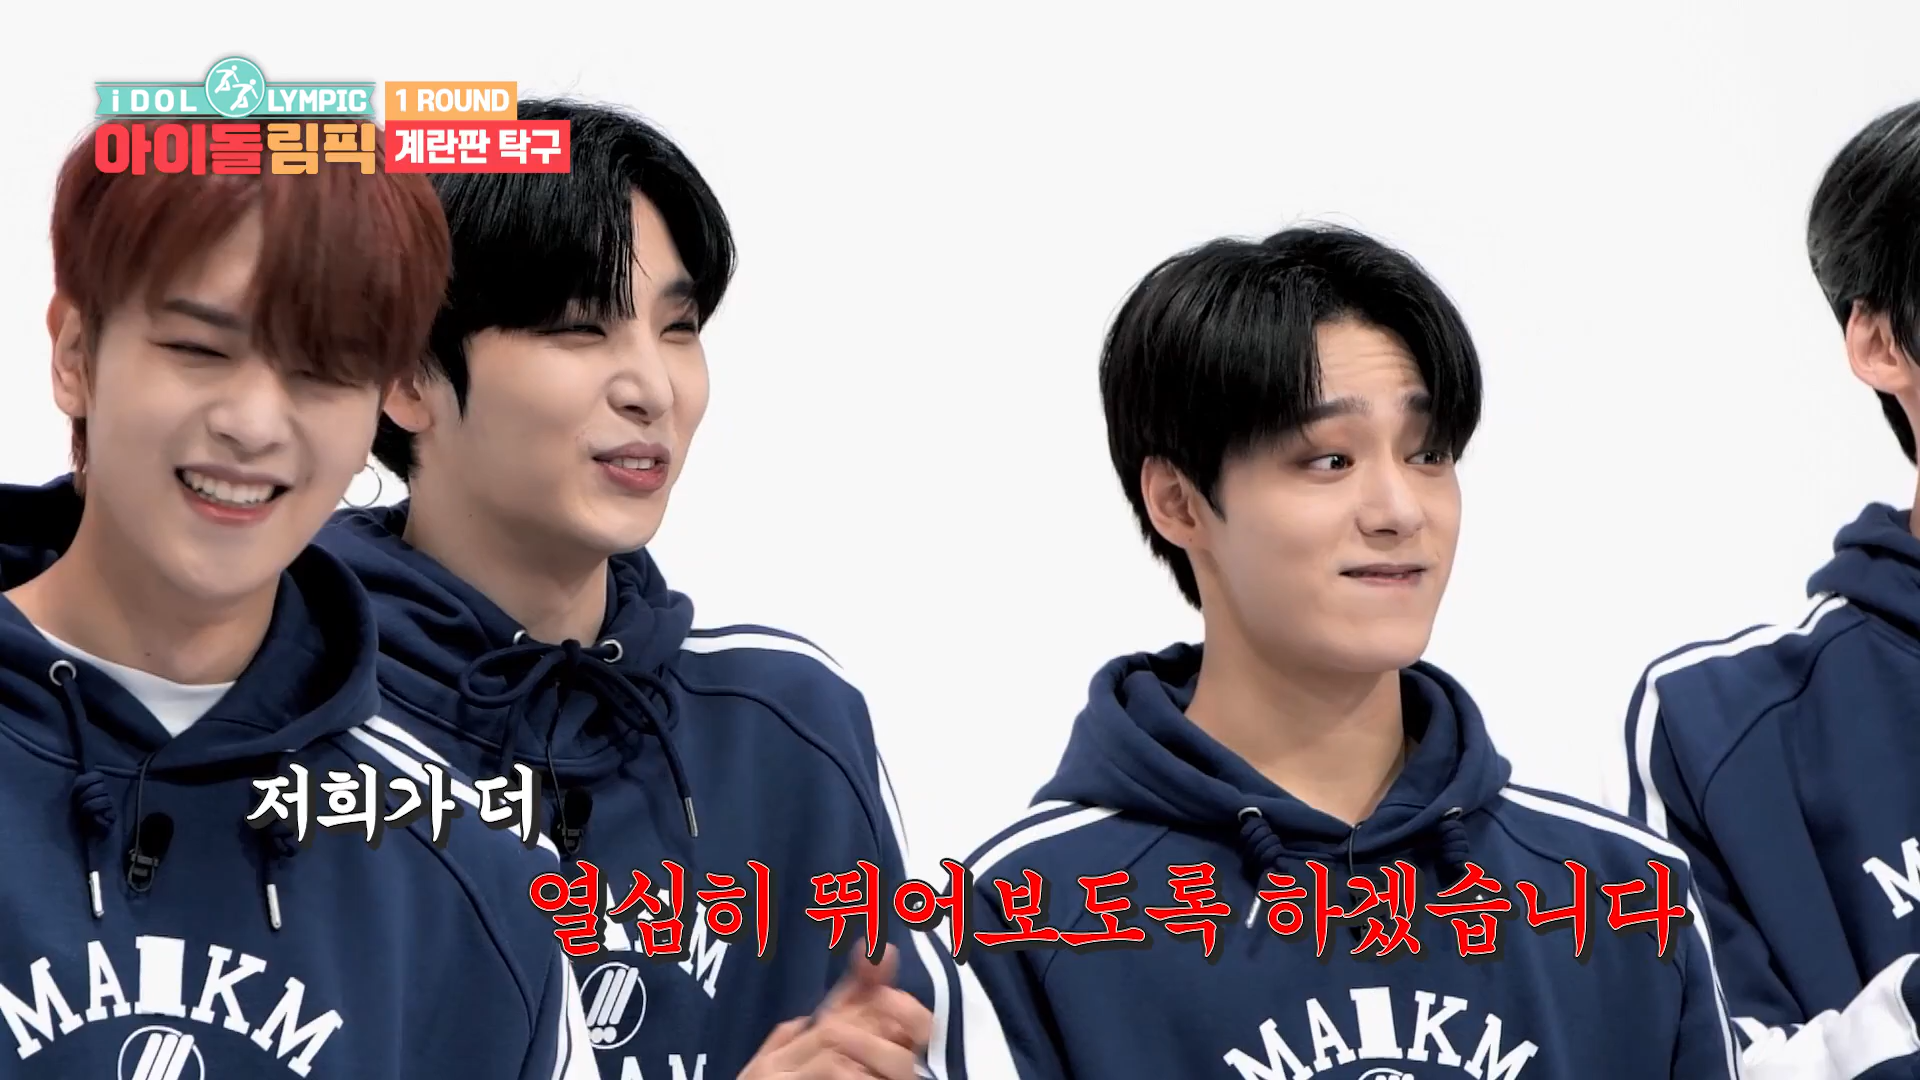 iDOL LYMPIC
아이돌림픽
1 ROUND
계란판 탁구
저희가 더
열심히 뛰어보도록 하겠습니다
MA KM
KM
MA KM
M